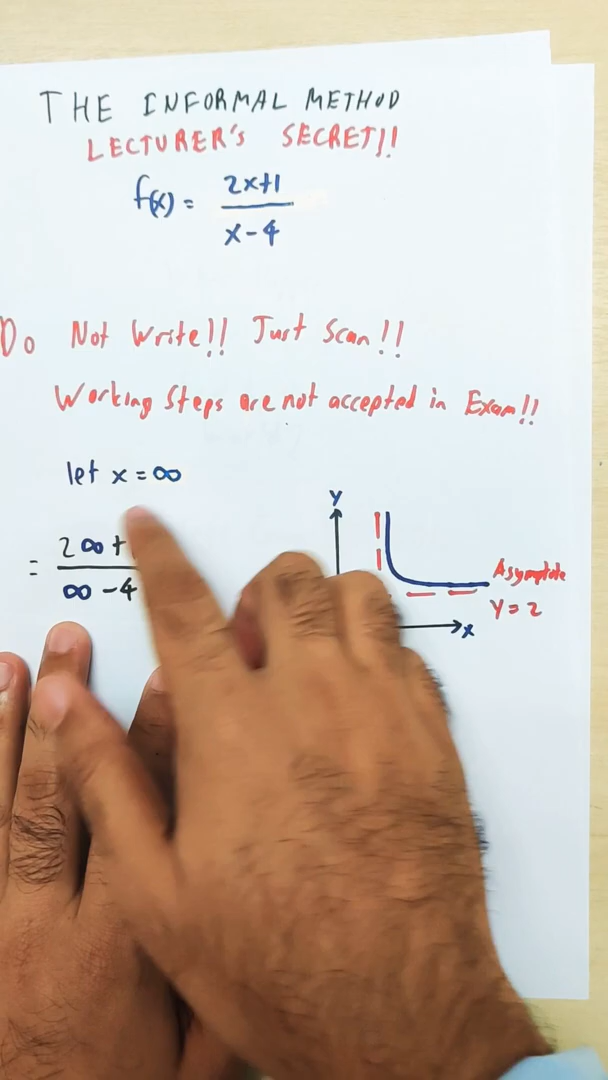 THE INFORMAL METHOD
LECTURER'S SECRET!!
f(x) = 2x+1
x-4
Do Not Write!! Just Scan!!
Working Steps are not accepted in Exam!!
let x = ∞
= 2∞+
∞-4
Y
Asymptote
Y = 2
x